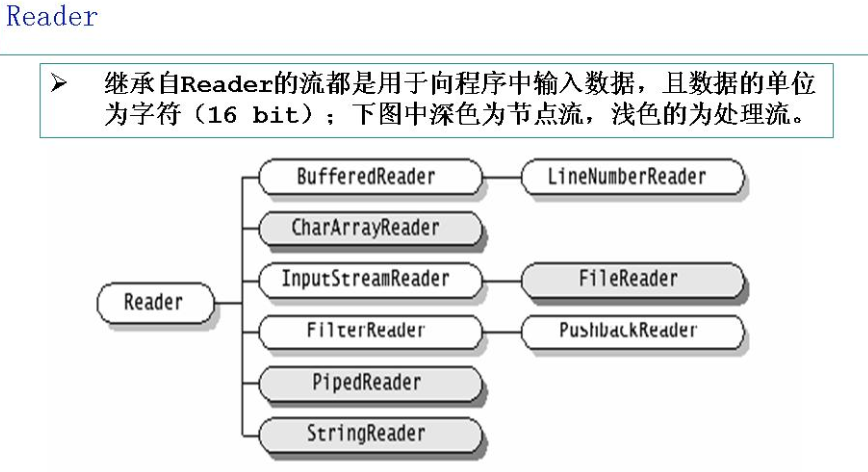 Reader
继承自Reader的流都是用于向程序中输入数据，且数据的单位
为字符（16 bit）；下图中深色为节点流，浅色的为处理流。
BufferedReader
LineNumberReader
CharArrayReader
InputStreamReader
FileReader
Reader
FilterReader
PushbackReader
PipedReader
StringReader